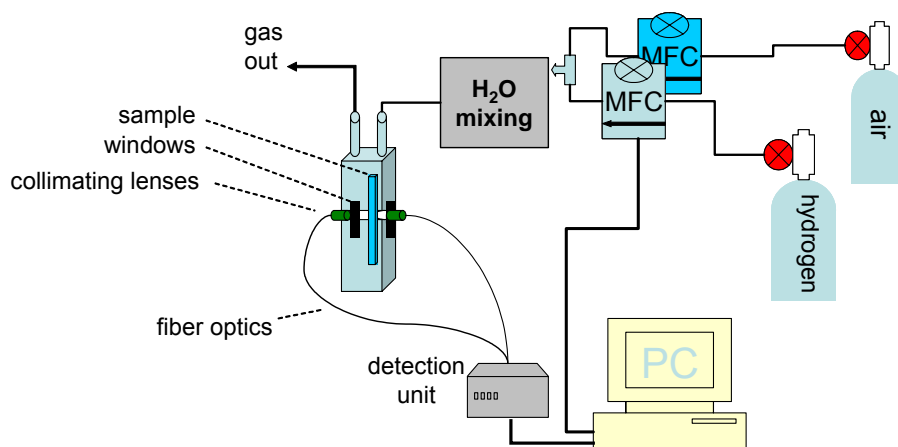 gas
out
sample
windows
collimating lenses
fiber optics
detection
unit
H₂O
mixing
MFC
MFC
air
hydrogen
PC